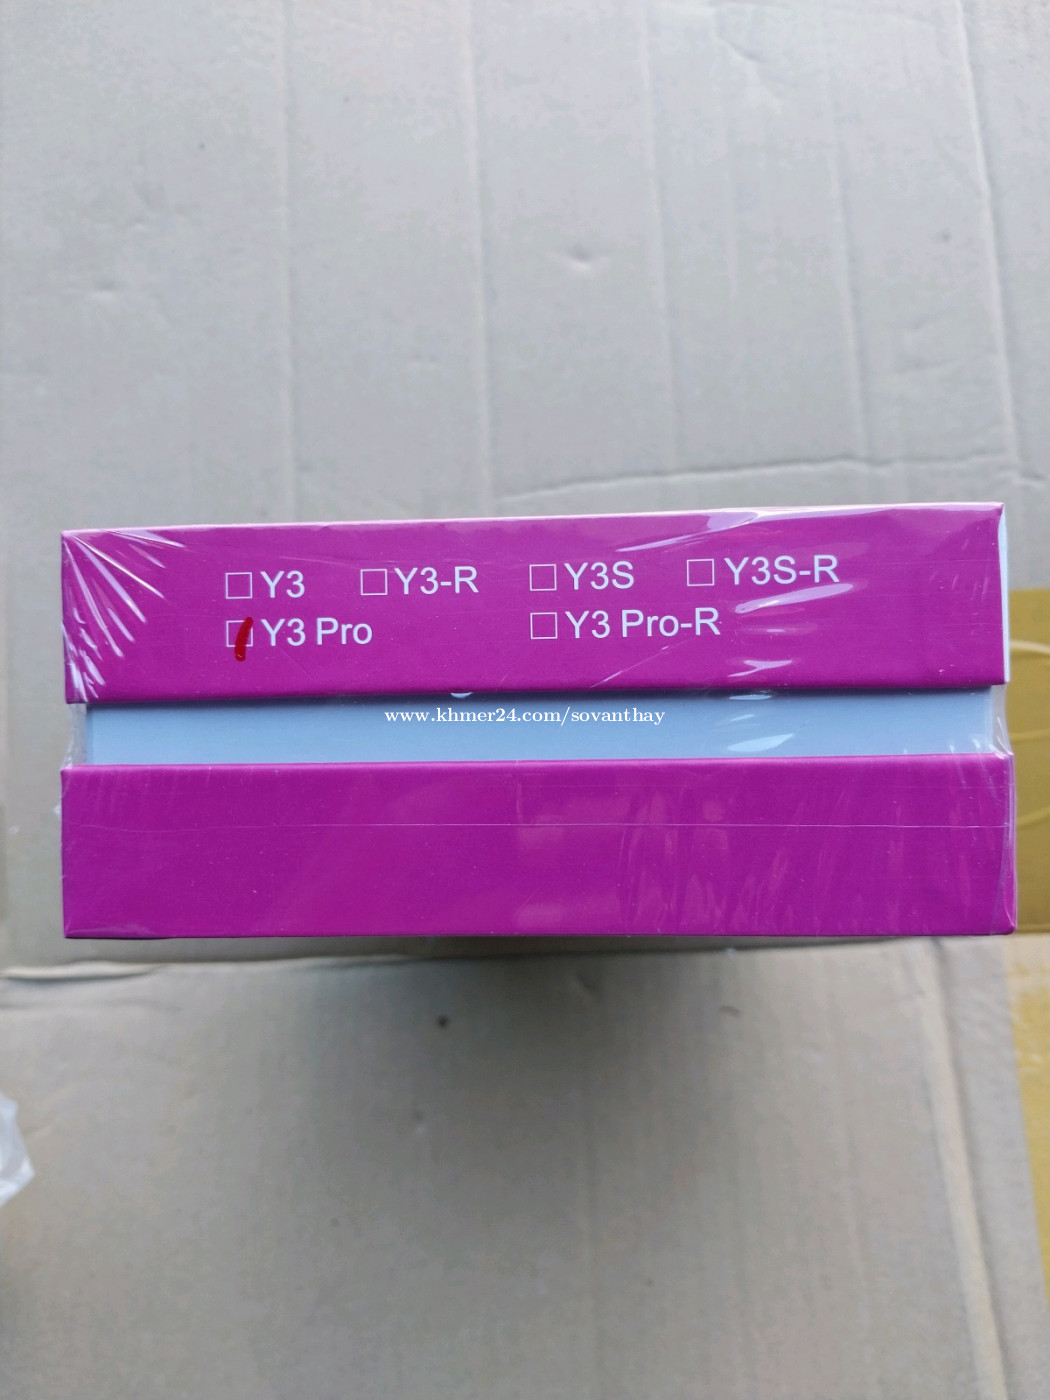 ☐ Y3 ☐ Y3-R ☐ Y3S ☐ Y3S-R
☐ Y3 Pro ☐ Y3 Pro-R
www.khmer24.com/sovanthay